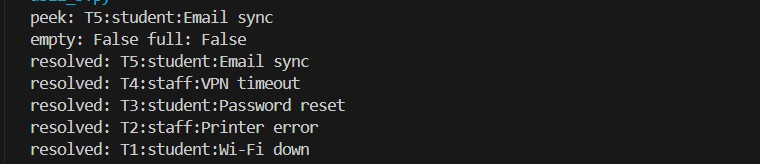 peek: T5:student:Email sync
empty: False full: False
resolved: T5:student:Email sync
resolved: T4:staff:VPN timeout
resolved: T3:student:Password reset
resolved: T2:staff:Printer error
resolved: T1:student:Wi-Fi down